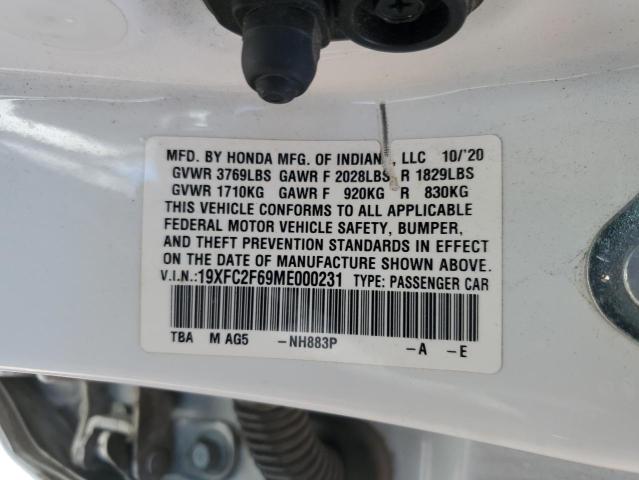 MFD. BY HONDA MFG. OF INDIANA, LLC 10/'20
GVWR 3769LBS GAWR F 2028LBS R 1829LBS
GVWR 1710KG GAWR F 920KG R 830KG
THIS VEHICLE CONFORMS TO ALL APPLICABLE
FEDERAL MOTOR VEHICLE SAFETY, BUMPER,
AND THEFT PREVENTION STANDARDS IN EFFECT
ON THE DATE OF MANUFACTURE SHOWN ABOVE.
V.I.N.:19XFC2F69ME000231 TYPE: PASSENGER CAR
TBA M AG5 -NH883P -A -E